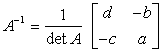 A⁻¹ = \frac{1}{\det A} \begin{bmatrix} d & -b \\ -c & a \end{bmatrix}